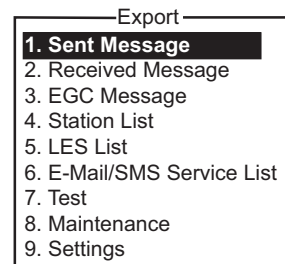 Export
1. Sent Message
2. Received Message
3. EGC Message
4. Station List
5. LES List
6. E-Mail/SMS Service List
7. Test
8. Maintenance
9. Settings